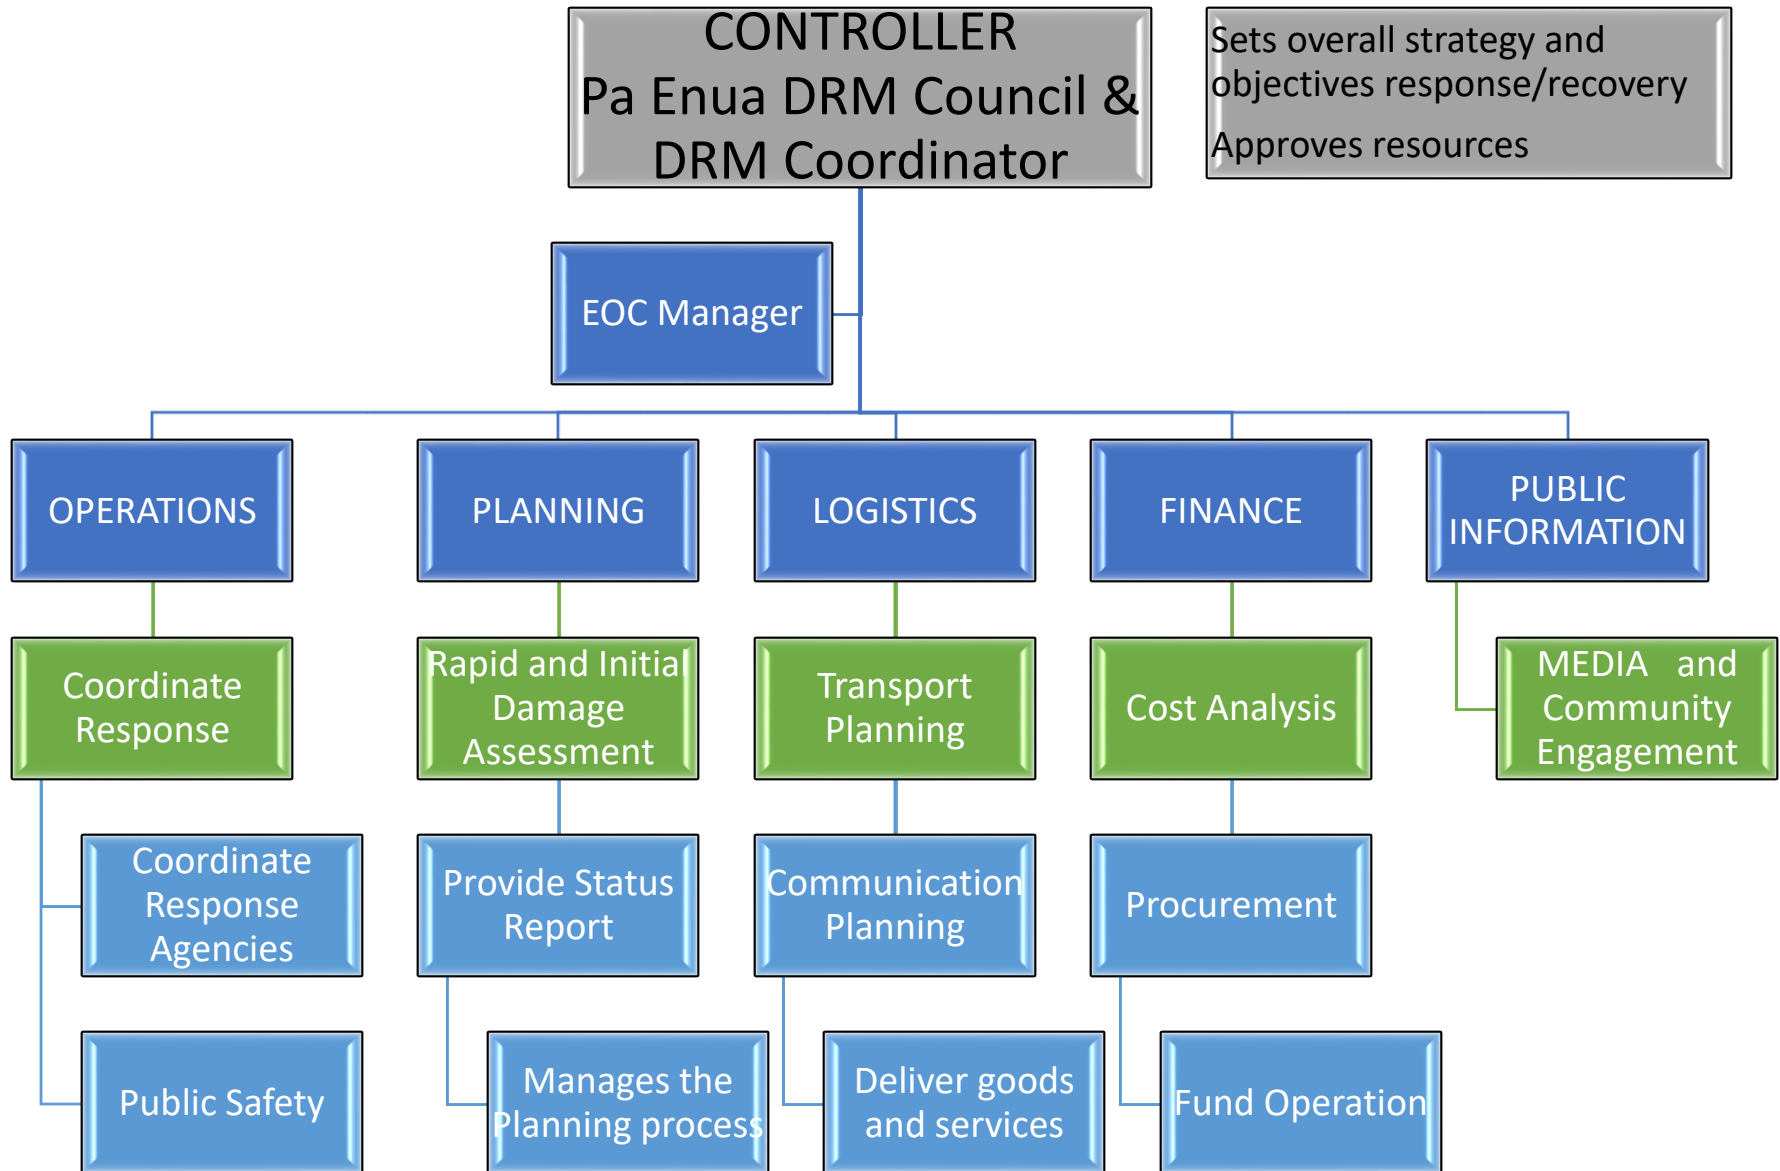 CONTROLLER
Pa Enua DRM Council &
DRM Coordinator
Sets overall strategy and
objectives response/recovery
Approves resources
EOC Manager
OPERATIONS
PLANNING
LOGISTICS
FINANCE
PUBLIC
INFORMATION
Coordinate
Response
Rapid and Initial
Damage
Assessment
Transport
Planning
Cost Analysis
MEDIA and
Community
Engagement
Coordinate
Response
Agencies
Provide Status
Report
Communication
Planning
Procurement
Public Safety
Manages the
Planning process
Deliver goods
and services
Fund Operation